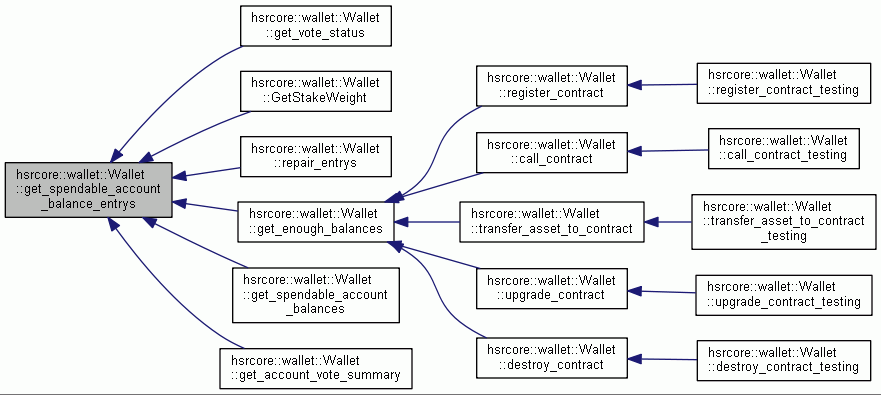 hsrcore::wallet::Wallet
::get_spendable_account
_balance_entrys
hsrcore::wallet::Wallet
::get_vote_status
hsrcore::wallet::Wallet
::GetStakeWeight
hsrcore::wallet::Wallet
::repair_entrys
hsrcore::wallet::Wallet
::get_enough_balances
hsrcore::wallet::Wallet
::get_spendable_account
_balances
hsrcore::wallet::Wallet
::get_account_vote_summary
hsrcore::wallet::Wallet
::register_contract
hsrcore::wallet::Wallet
::call_contract
hsrcore::wallet::Wallet
::transfer_asset_to_contract
hsrcore::wallet::Wallet
::upgrade_contract
hsrcore::wallet::Wallet
::destroy_contract
hsrcore::wallet::Wallet
::register_contract_testing
hsrcore::wallet::Wallet
::call_contract_testing
hsrcore::wallet::Wallet
::transfer_asset_to_contract
_testing
hsrcore::wallet::Wallet
::upgrade_contract_testing
hsrcore::wallet::Wallet
::destroy_contract_testing